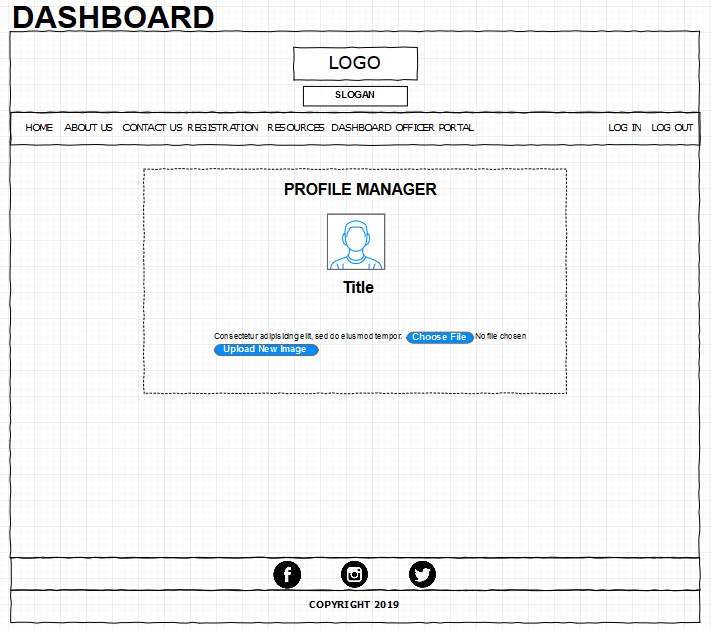 DASHBOARD
LOGO
SLOGAN
HOME ABOUT US CONTACT US REGISTRATION RESOURCES DASHBOARD OFFICER PORTAL LOG IN LOG OUT
PROFILE MANAGER
Title
Consectetur adipisicing elit, sed do eiusmod tempor. Choose File No file chosen
Upload New Image
COPYRIGHT 2019